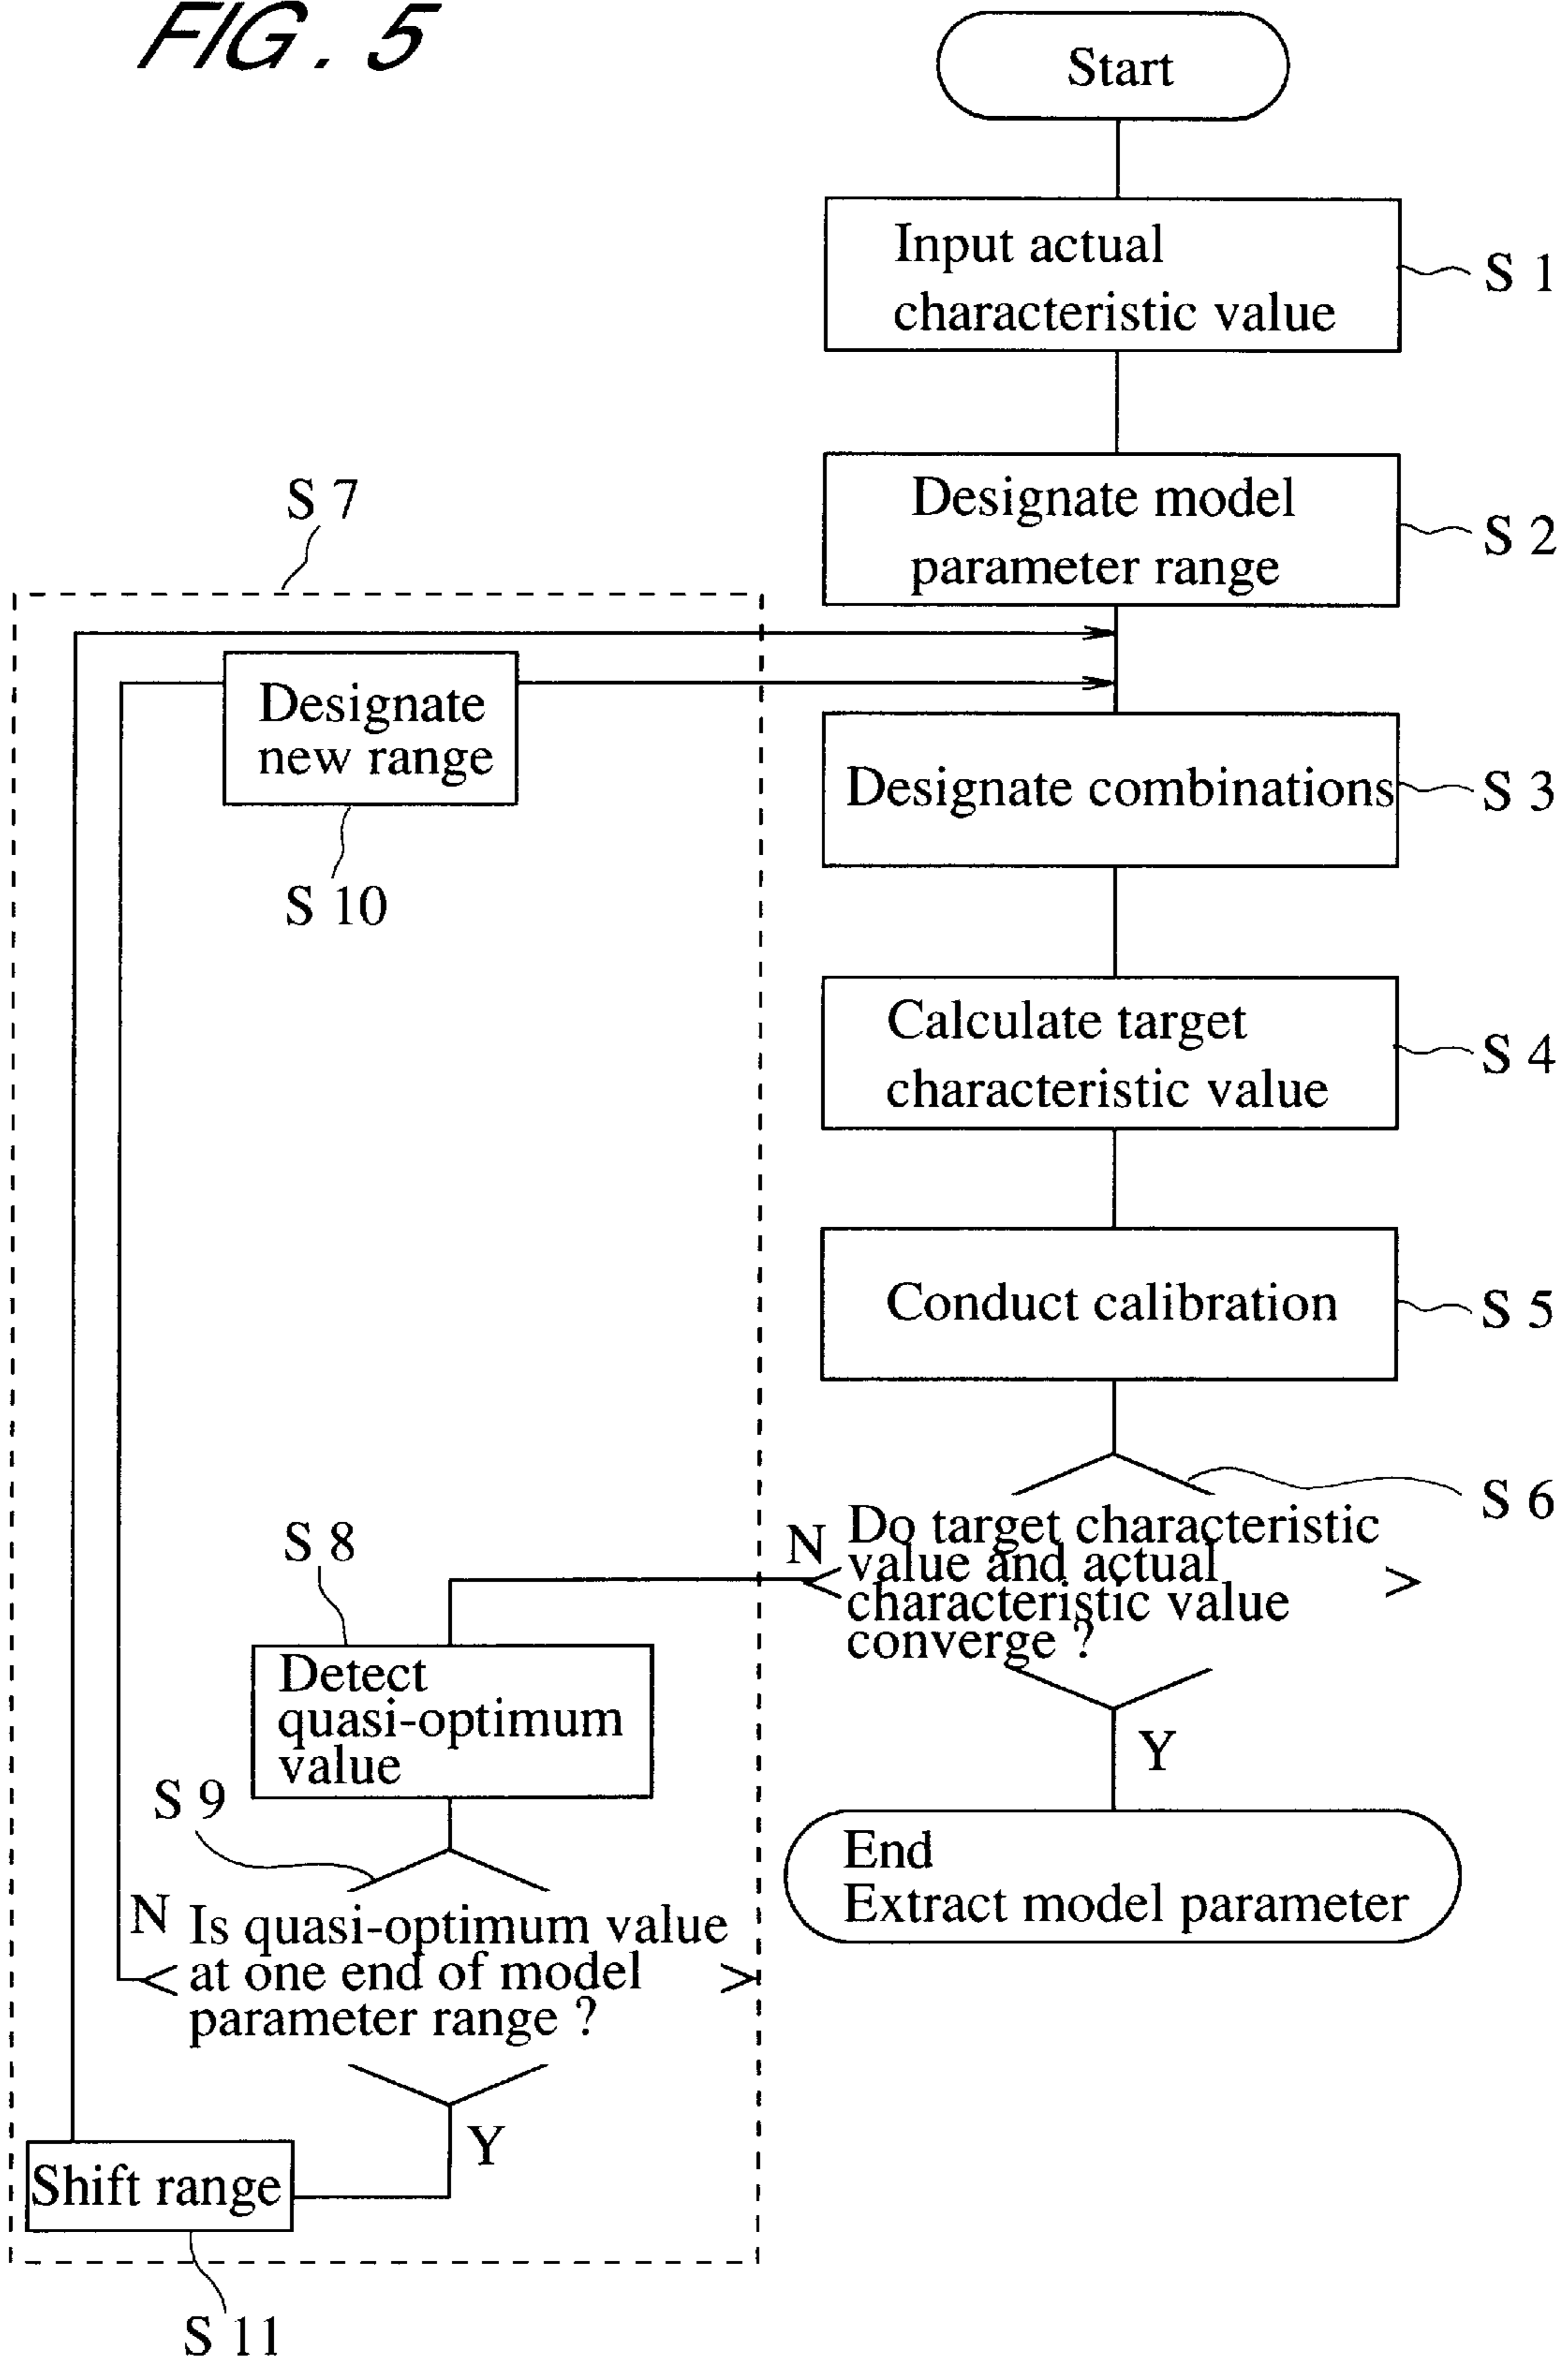 FIG. 5
Start
Input actual
characteristic value
S 1
Designate model
parameter range
S 2
S 7
Designate
new range
S 10
Designate combinations
S 3
Calculate target
characteristic value
S 4
Conduct calibration
S 5
S 6
N
Do target characteristic
value and actual
characteristic value
converge ?
Y
S 8
Detect
quasi-optimum
value
S 9
N
Is quasi-optimum value
at one end of model
parameter range ?
Y
End
Extract model parameter
Shift range
S 11